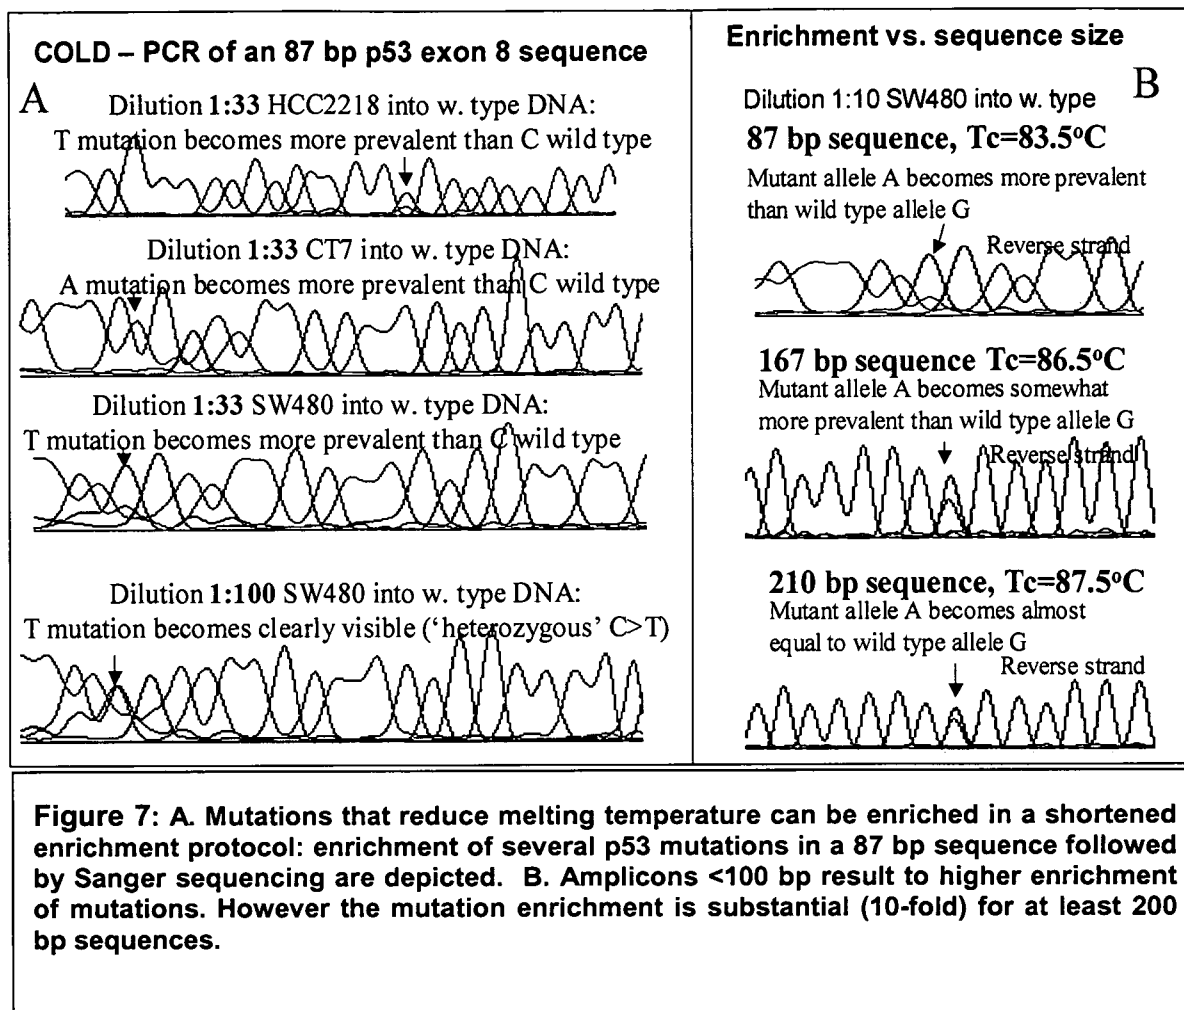 COLD – PCR of an 87 bp p53 exon 8 sequence
A
Dilution 1:33 HCC2218 into w. type DNA:
T mutation becomes more prevalent than C wild type
Dilution 1:33 CT7 into w. type DNA:
A mutation becomes more prevalent than C wild type
Dilution 1:33 SW480 into w. type DNA:
T mutation becomes more prevalent than C wild type
Dilution 1:100 SW480 into w. type DNA:
T mutation becomes clearly visible ('heterozygous' C>T)
Enrichment vs. sequence size
B
Dilution 1:10 SW480 into w. type
87 bp sequence, Tc=83.5ºC
Mutant allele A becomes more prevalent
than wild type allele G
Reverse strand
167 bp sequence Tc=86.5ºC
Mutant allele A becomes somewhat
more prevalent than wild type allele G
Reverse strand
210 bp sequence, Tc=87.5ºC
Mutant allele A becomes almost
equal to wild type allele G
Reverse strand
Figure 7: A. Mutations that reduce melting temperature can be enriched in a shortened
enrichment protocol: enrichment of several p53 mutations in a 87 bp sequence followed
by Sanger sequencing are depicted. B. Amplicons <100 bp result to higher enrichment
of mutations. However the mutation enrichment is substantial (10-fold) for at least 200
bp sequences.